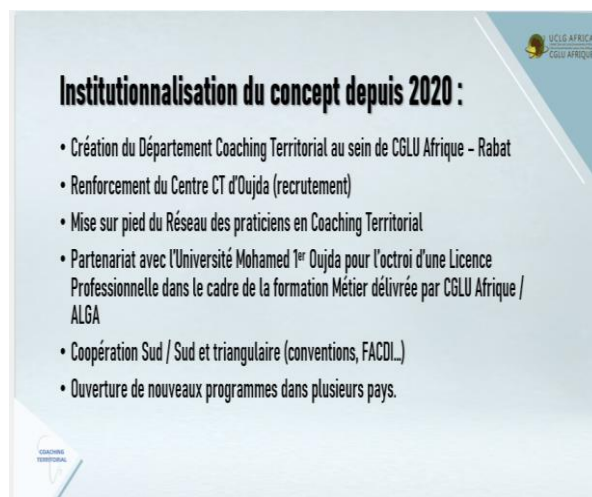 UCLG AFRICA
CGLU AFRIQUE
Institutionnalisation du concept depuis 2020 :
• Création du Département Coaching Territorial au sein de CGLU Afrique – Rabat
• Renforcement du Centre CT d'Oujda (recrutement)
• Mise sur pied du Réseau des praticiens en Coaching Territorial
• Partenariat avec l'Université Mohamed 1er Oujda pour l'octroi d'une Licence
Professionnelle dans le cadre de la formation Métier délivrée par CGLU Afrique /
ALGA
• Coopération Sud / Sud et triangulaire (conventions, FACDI…)
• Ouverture de nouveaux programmes dans plusieurs pays.
COACHING
TERRITORIAL